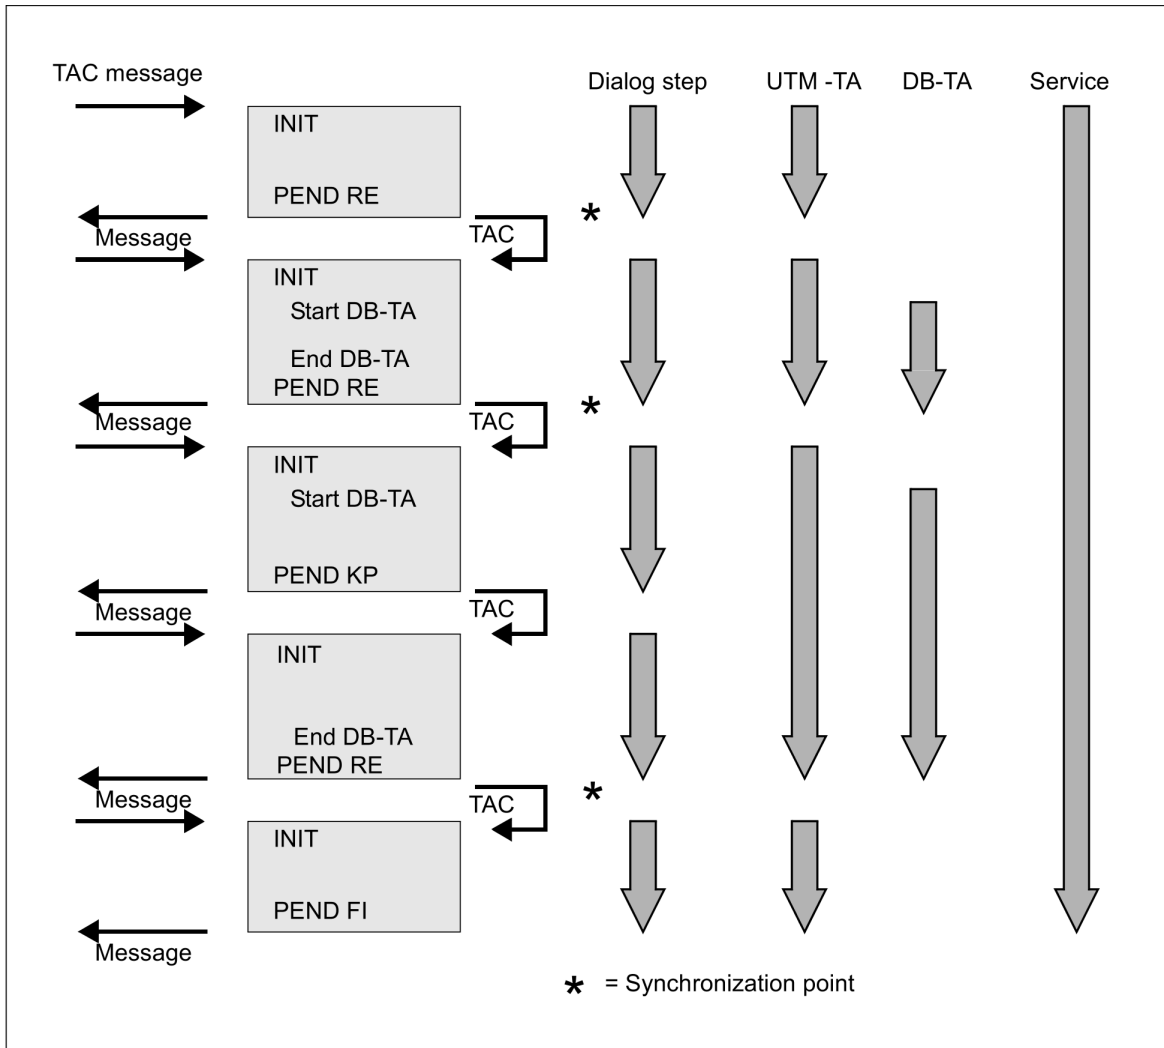 TAC message
Dialog step
UTM -TA
DB-TA
Service
INIT
PEND RE
Message
TAC
*
INIT
Start DB-TA
End DB-TA
PEND RE
Message
TAC
*
INIT
Start DB-TA
PEND KP
Message
TAC
INIT
End DB-TA
PEND RE
Message
TAC
*
INIT
PEND FI
Message
* = Synchronization point